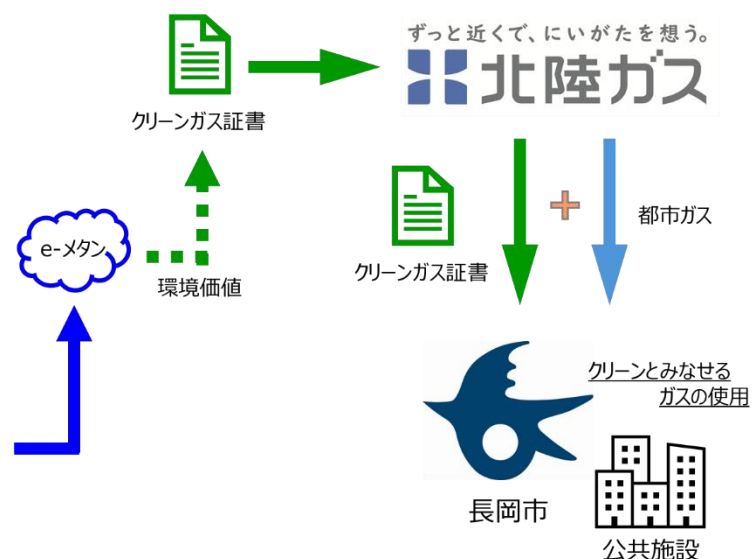 ずっと近くで、にいがたを想う。
北陸ガス
クリーンガス証書
e-メタン
環境価値
クリーンガス証書
都市ガス
クリーンとみなせる
ガスの使用
長岡市
公共施設